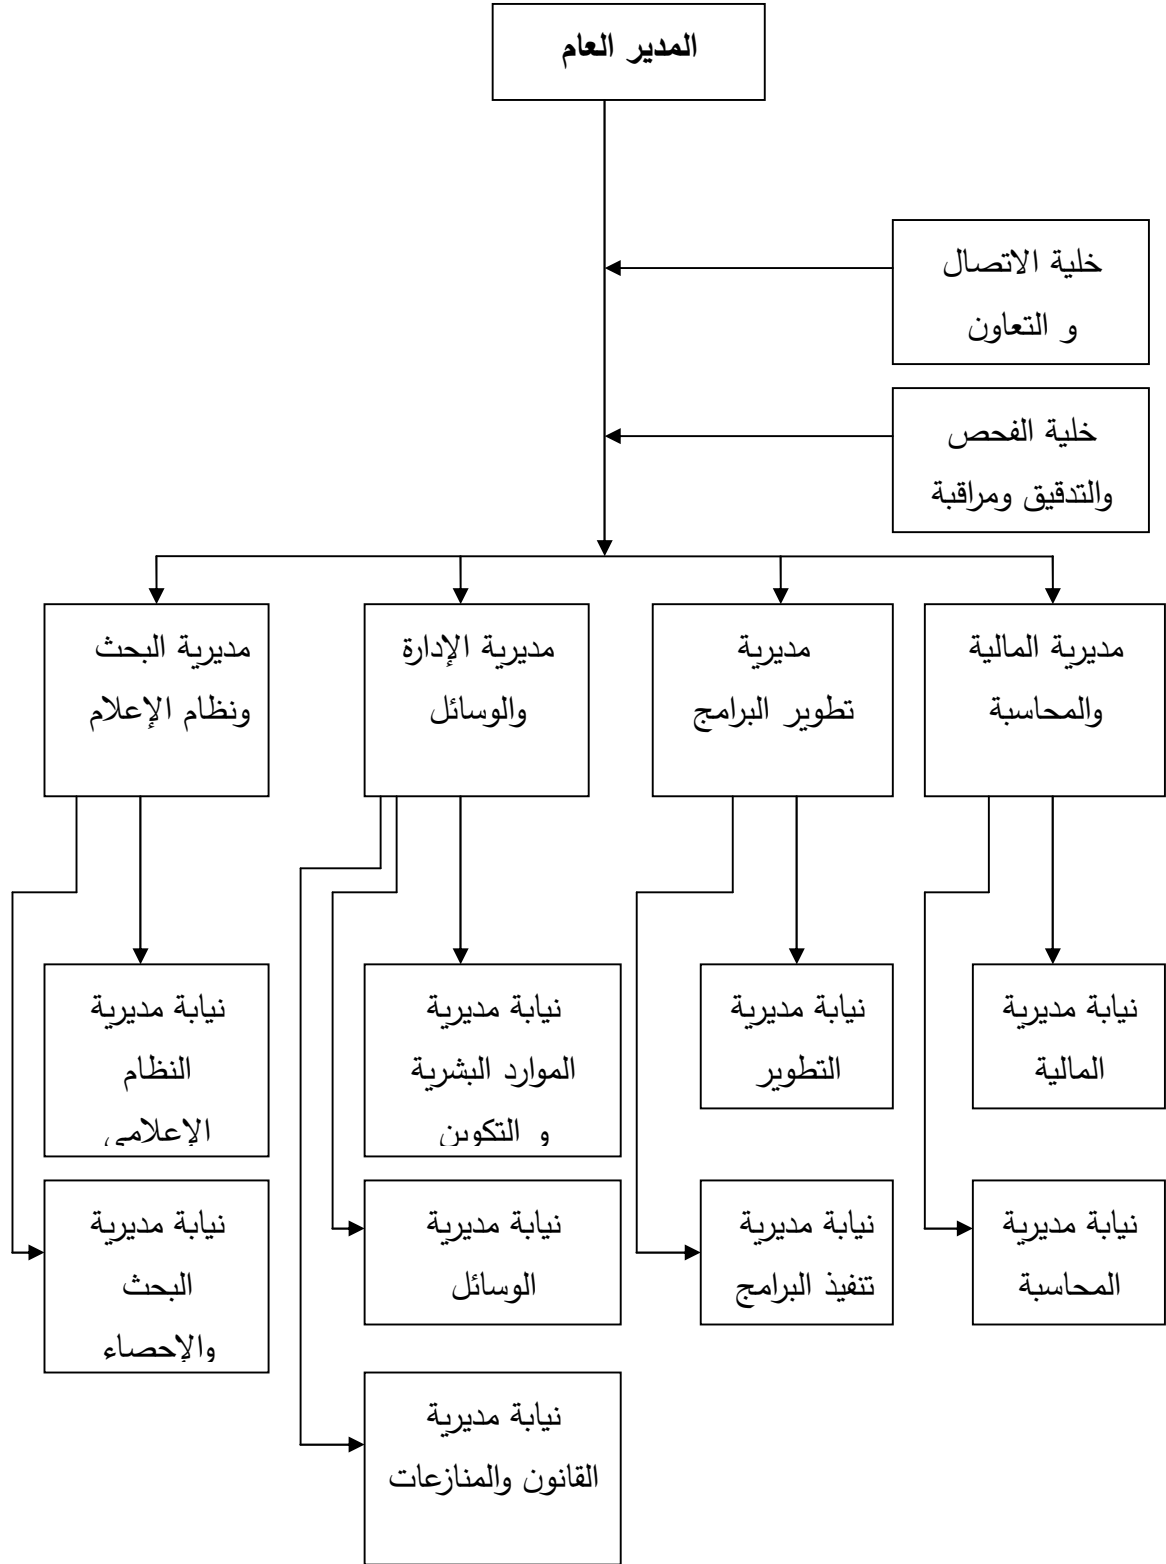 المدير العام
خلية الاتصال
و التعاون
خلية الفحص
والتدقيق ومراقبة
مديرية المالية
والمحاسبة
مديرية
تطوير البرامج
مديرية الإدارة
والوسائل
مديرية البحث
ونظام الإعلام
نيابة مديرية
المالية
نيابة مديرية
التطوير
نيابة مديرية
الموارد البشرية
و التكوين
نيابة مديرية
النظام
الإعلامي
نيابة مديرية
المحاسبة
نيابة مديرية
تنفيذ البرامج
نيابة مديرية
الوسائل
نيابة مديرية
البحث
والإحصاء
نيابة مديرية
القانون والمنازعات